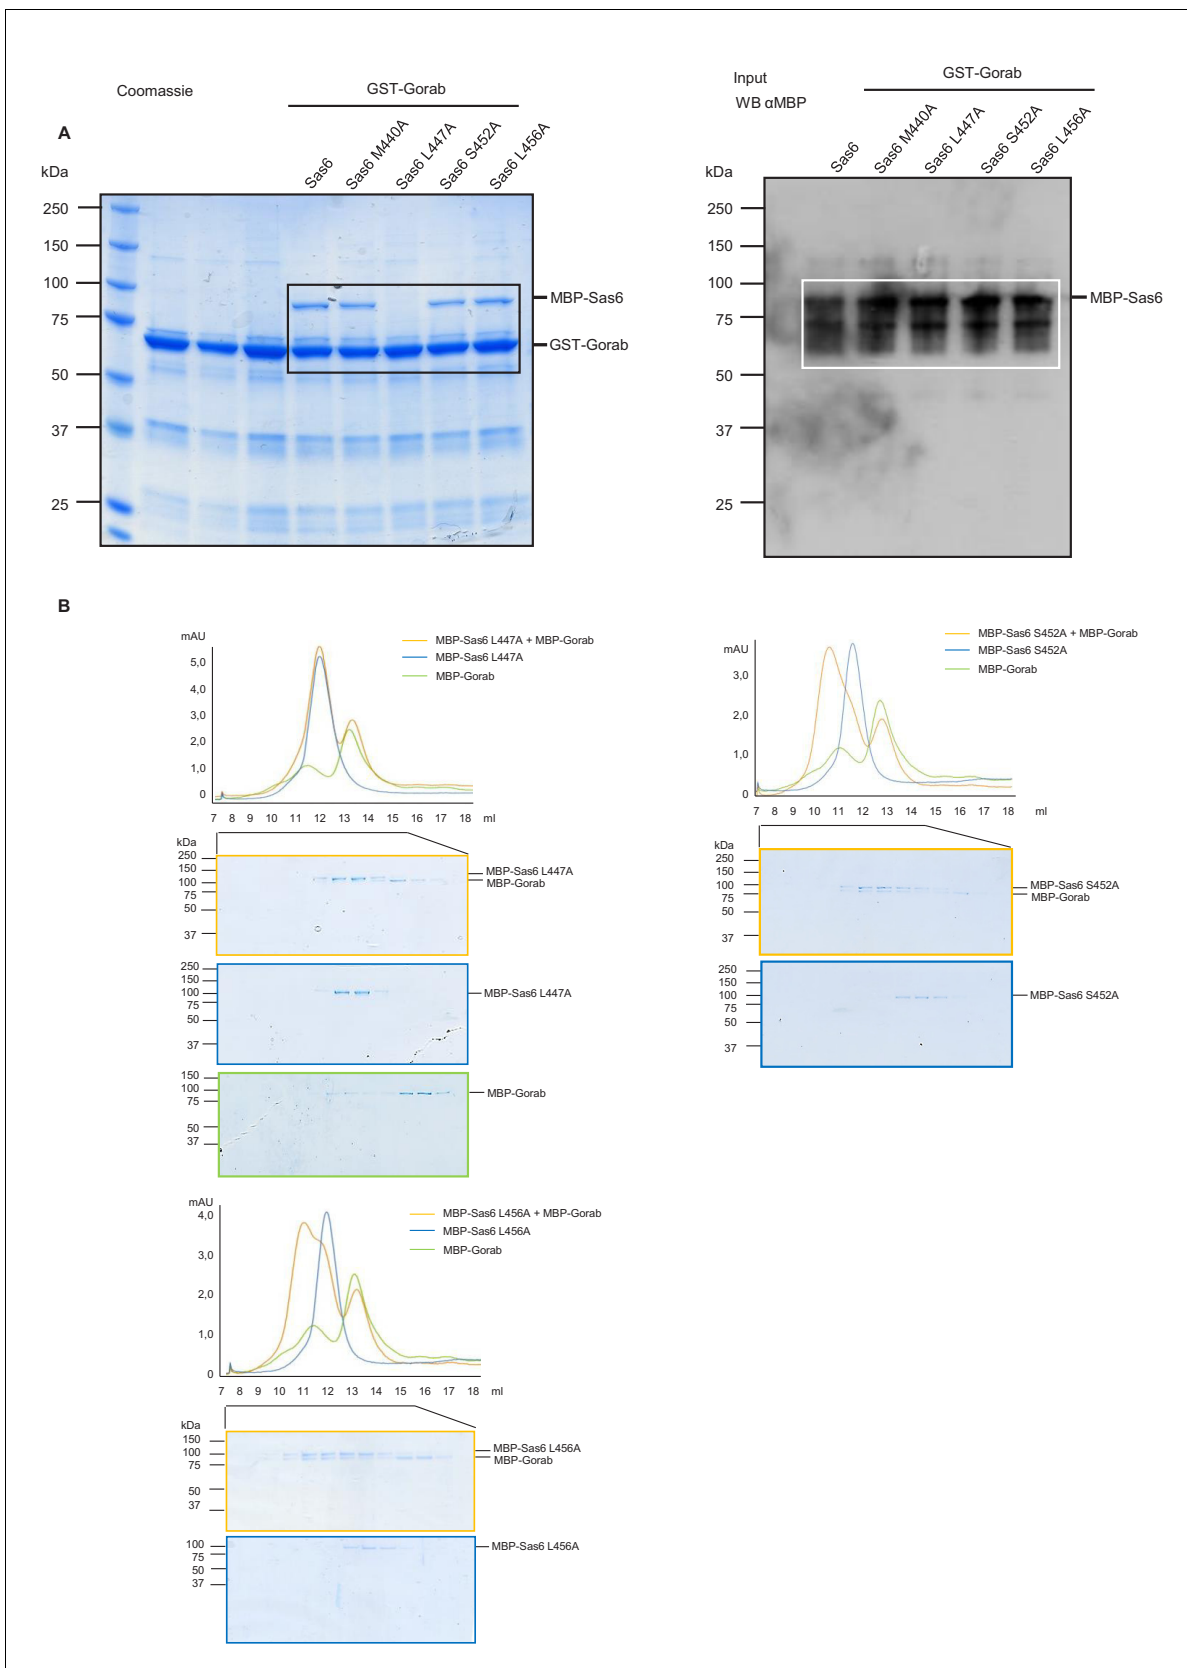 Coomassie
GST-Gorab
A
Sas6
Sas6 M440A
Sas6 L447A
Sas6 S452A
Sas6 L456A
kDa
250
150
100
75
50
37
25
MBP-Sas6
GST-Gorab
Input
WB αMBP
GST-Gorab
Sas6
Sas6 M440A
Sas6 L447A
Sas6 S452A
Sas6 L456A
kDa
250
150
100
75
50
37
25
MBP-Sas6
B
mAU
5,0
4,0
3,0
2,0
1,0
0
MBP-Sas6 L447A + MBP-Gorab
MBP-Sas6 L447A
MBP-Gorab
7 8 9 10 11 12 13 14 15 16 17 18 ml
kDa
250
150
100
75
50
37
MBP-Sas6 L447A
MBP-Gorab
250
150
100
75
50
37
MBP-Sas6 L447A
150
100
75
50
37
MBP-Gorab
mAU
3,0
2,0
1,0
0
MBP-Sas6 S452A + MBP-Gorab
MBP-Sas6 S452A
MBP-Gorab
7 8 9 10 11 12 13 14 15 16 17 18 ml
kDa
250
150
100
75
50
37
MBP-Sas6 S452A
MBP-Gorab
250
150
100
75
50
37
MBP-Sas6 S452A
mAU
4,0
3,0
2,0
1,0
0
MBP-Sas6 L456A + MBP-Gorab
MBP-Sas6 L456A
MBP-Gorab
7 8 9 10 11 12 13 14 15 16 17 18 ml
kDa
150
100
75
50
37
MBP-Sas6 L456A
MBP-Gorab
100
75
50
37
MBP-Sas6 L456A